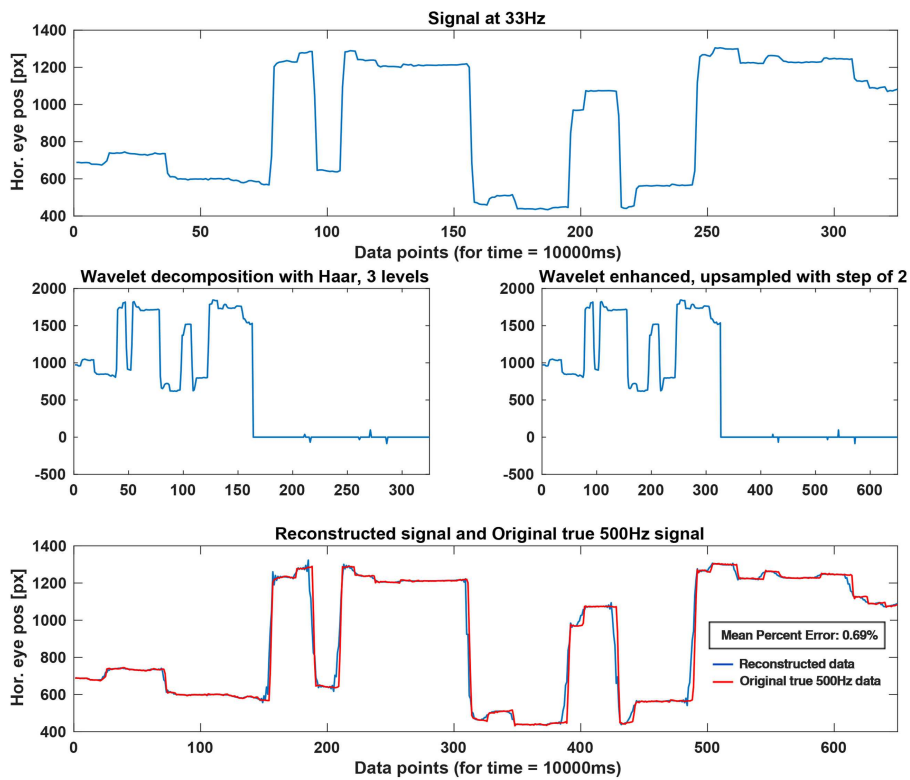 Signal at 33Hz
Hor. eye pos [px]
1400
1200
1000
800
600
400
0 50 100 150 200 250 300
Data points (for time = 10000ms)
Wavelet decomposition with Haar, 3 levels
2000
1500
1000
500
0
-500
0 50 100 150 200 250 300
Wavelet enhanced, upsampled with step of 2
2000
1500
1000
500
0
-500
0 100 200 300 400 500 600
Reconstructed signal and Original true 500Hz signal
Hor. eye pos [px]
1400
1200
1000
800
600
400
Mean Percent Error: 0.69%
Reconstructed data
Original true 500Hz data
0 100 200 300 400 500 600
Data points (for time = 10000ms)